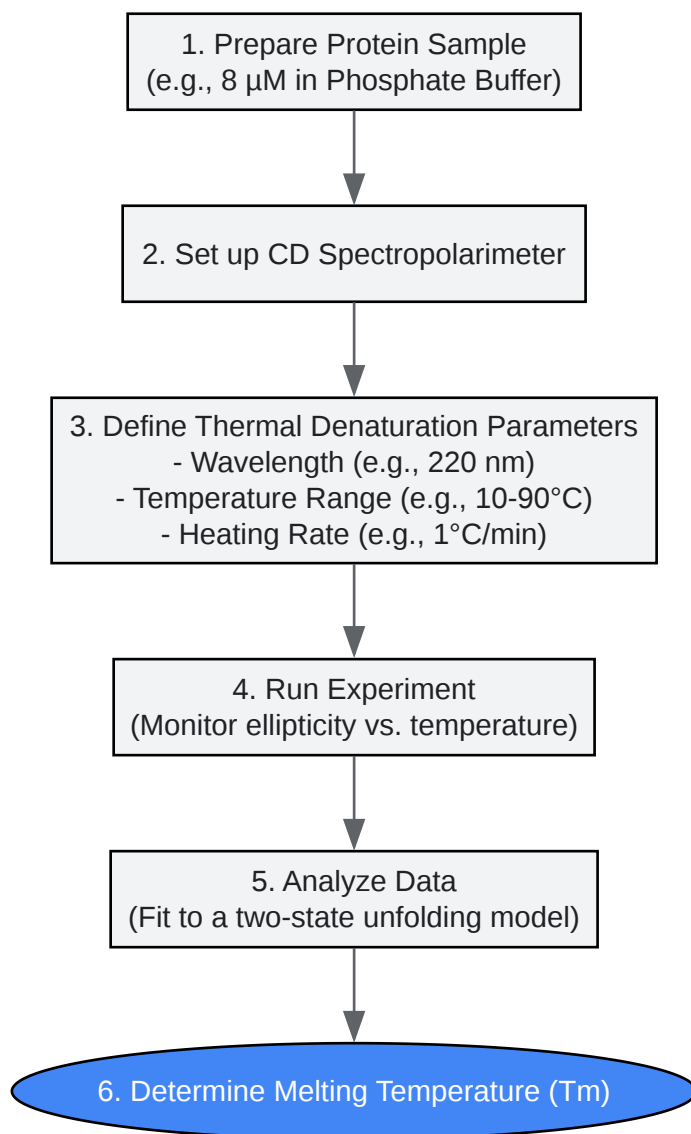 1. Prepare Protein Sample
(e.g., 8 µM in Phosphate Buffer)
2. Set up CD Spectropolarimeter
3. Define Thermal Denaturation Parameters
- Wavelength (e.g., 220 nm)
- Temperature Range (e.g., 10-90°C)
- Heating Rate (e.g., 1°C/min)
4. Run Experiment
(Monitor ellipticity vs. temperature)
5. Analyze Data
(Fit to a two-state unfolding model)
6. Determine Melting Temperature (Tm)